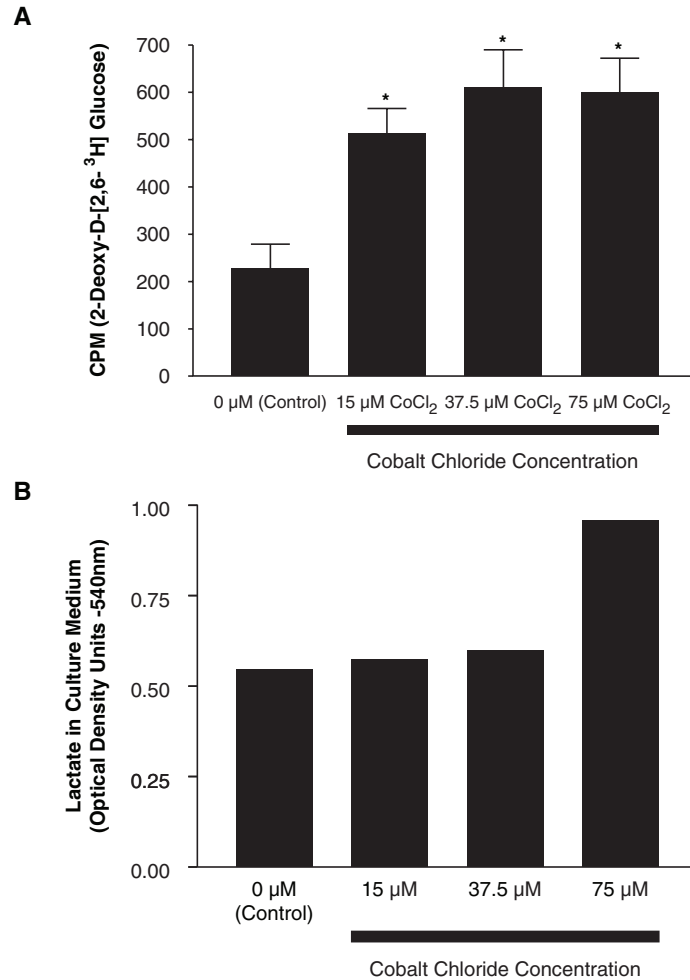 A
CPM (2-Deoxy-D-[2,6- ³H] Glucose)
700
600
500
400
300
200
100
0
*
*
*
0 µM (Control) 15 µM CoCl₂ 37.5 µM CoCl₂ 75 µM CoCl₂
Cobalt Chloride Concentration
B
Lactate in Culture Medium
(Optical Density Units -540nm)
1.00
0.75
0.50
0.25
0.00
0 µM 15 µM 37.5 µM 75 µM
(Control)
Cobalt Chloride Concentration